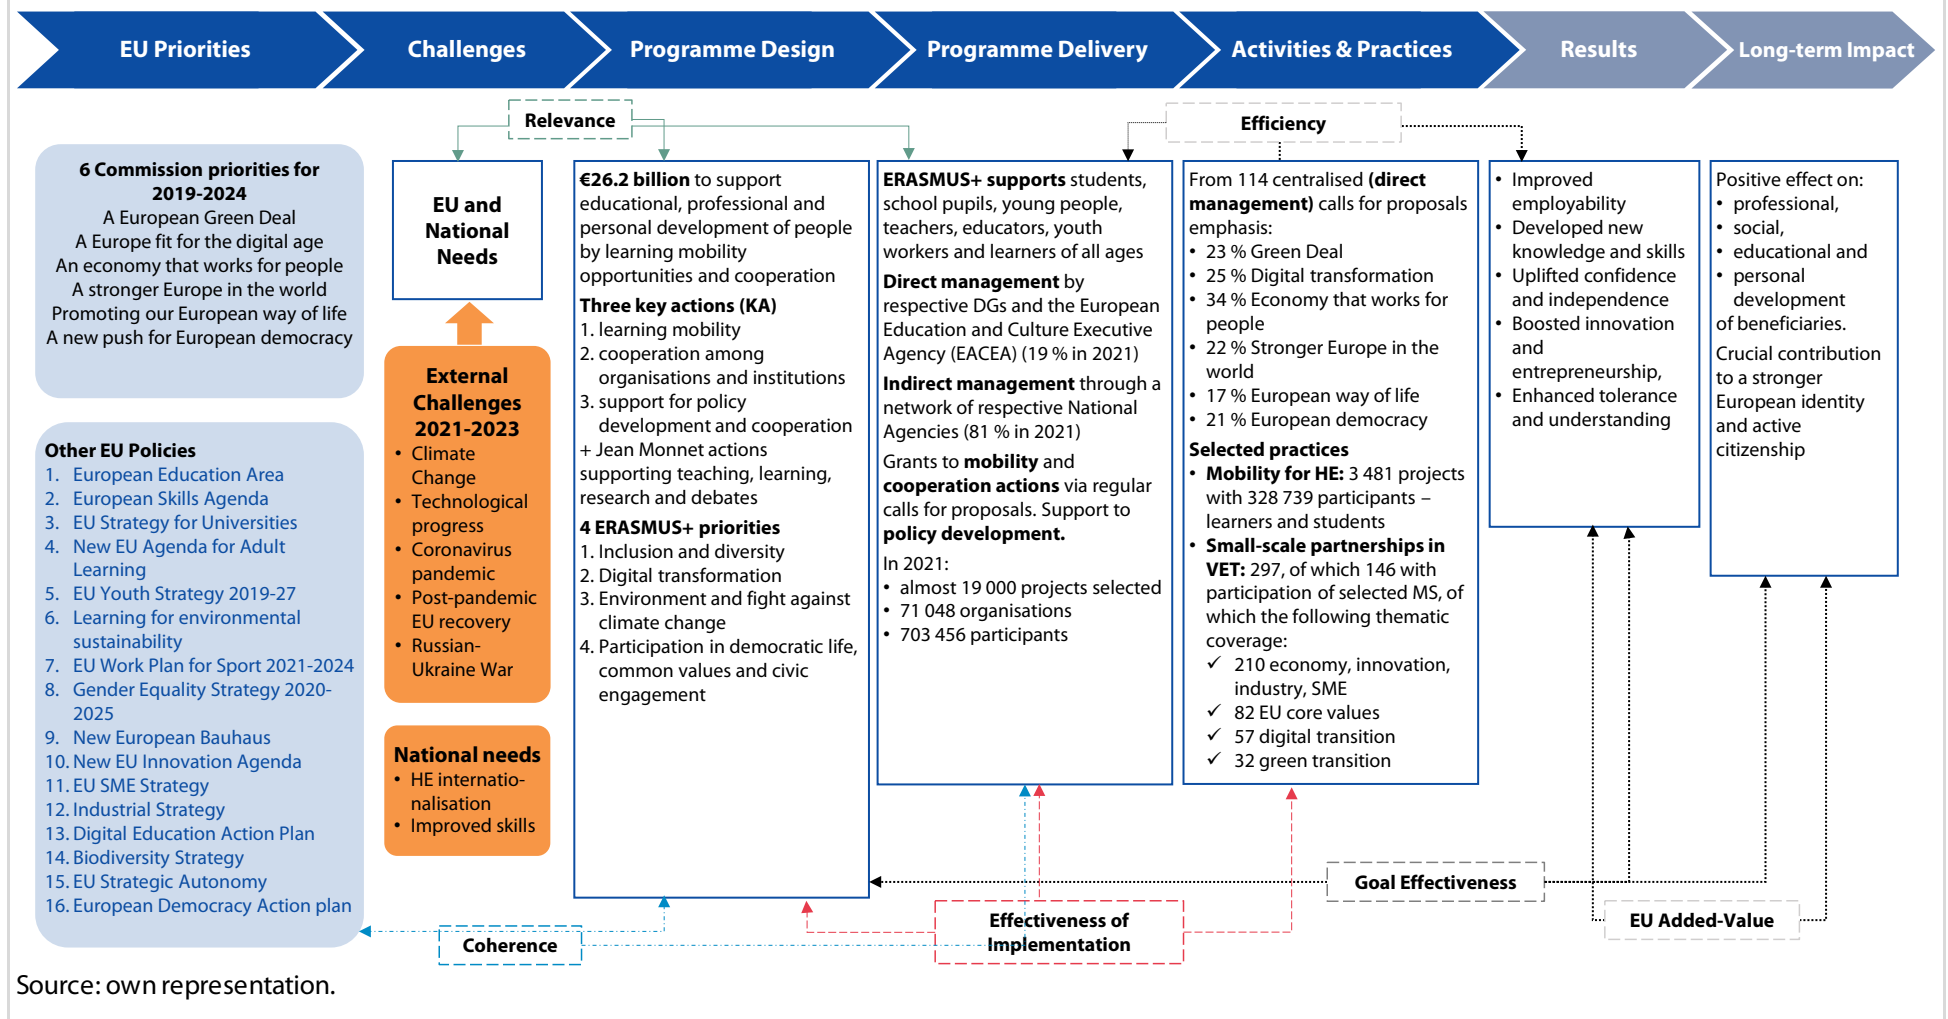 EU Priorities
Challenges
Programme Design
Programme Delivery
Activities & Practices
Results
Long-term Impact
Relevance
Efficiency
6 Commission priorities for
2019-2024
A European Green Deal
A Europe fit for the digital age
An economy that works for people
A stronger Europe in the world
Promoting our European way of life
A new push for European democracy
Other EU Policies
1. European Education Area
2. European Skills Agenda
3. EU Strategy for Universities
4. New EU Agenda for Adult
Learning
5. EU Youth Strategy 2019-27
6. Learning for environmental
sustainability
7. EU Work Plan for Sport 2021-2024
8. Gender Equality Strategy 2020-
2025
9. New European Bauhaus
10. New EU Innovation Agenda
11. EU SME Strategy
12. Industrial Strategy
13. Digital Education Action Plan
14. Biodiversity Strategy
15. EU Strategic Autonomy
16. European Democracy Action plan
EU and
National
Needs
External
Challenges
2021-2023
• Climate
Change
• Technological
progress
• Coronavirus
pandemic
• Post-pandemic
EU recovery
• Russian-
Ukraine War
National needs
• HE internatio-
nalisation
• Improved skills
€26.2 billion to support
educational, professional and
personal development of people
by learning mobility
opportunities and cooperation
Three key actions (KA)
1. learning mobility
2. cooperation among
organisations and institutions
3. support for policy
development and cooperation
+ Jean Monnet actions
supporting teaching, learning,
research and debates
4 ERASMUS+ priorities
1. Inclusion and diversity
2. Digital transformation
3. Environment and fight against
climate change
4. Participation in democratic life,
common values and civic
engagement
ERASMUS+ supports students,
school pupils, young people,
teachers, educators, youth
workers and learners of all ages
Direct management by
respective DGs and the European
Education and Culture Executive
Agency (EACEA) (19 % in 2021)
Indirect management through a
network of respective National
Agencies (81 % in 2021)
Grants to mobility and
cooperation actions via regular
calls for proposals. Support to
policy development.
In 2021:
• almost 19 000 projects selected
• 71 048 organisations
• 703 456 participants
From 114 centralised (direct
management) calls for proposals
emphasis:
• 23 % Green Deal
• 25 % Digital transformation
• 34 % Economy that works for
people
• 22 % Stronger Europe in the
world
• 17 % European way of life
• 21 % European democracy
Selected practices
• Mobility for HE: 3 481 projects
with 328 739 participants –
learners and students
• Small-scale partnerships in
VET: 297, of which 146 with
participation of selected MS, of
which the following thematic
coverage:
✓ 210 economy, innovation,
industry, SME
✓ 82 EU core values
✓ 57 digital transition
✓ 32 green transition
• Improved
employability
• Developed new
knowledge and skills
• Uplifted confidence
and independence
• Boosted innovation
and
entrepreneurship,
• Enhanced tolerance
and understanding
Positive effect on:
• professional,
• social,
• educational and
• personal
development
of beneficiaries.
Crucial contribution
to a stronger
European identity
and active
citizenship
Goal Effectiveness
EU Added-Value
Effectiveness of
Implementation
Coherence
Source: own representation.